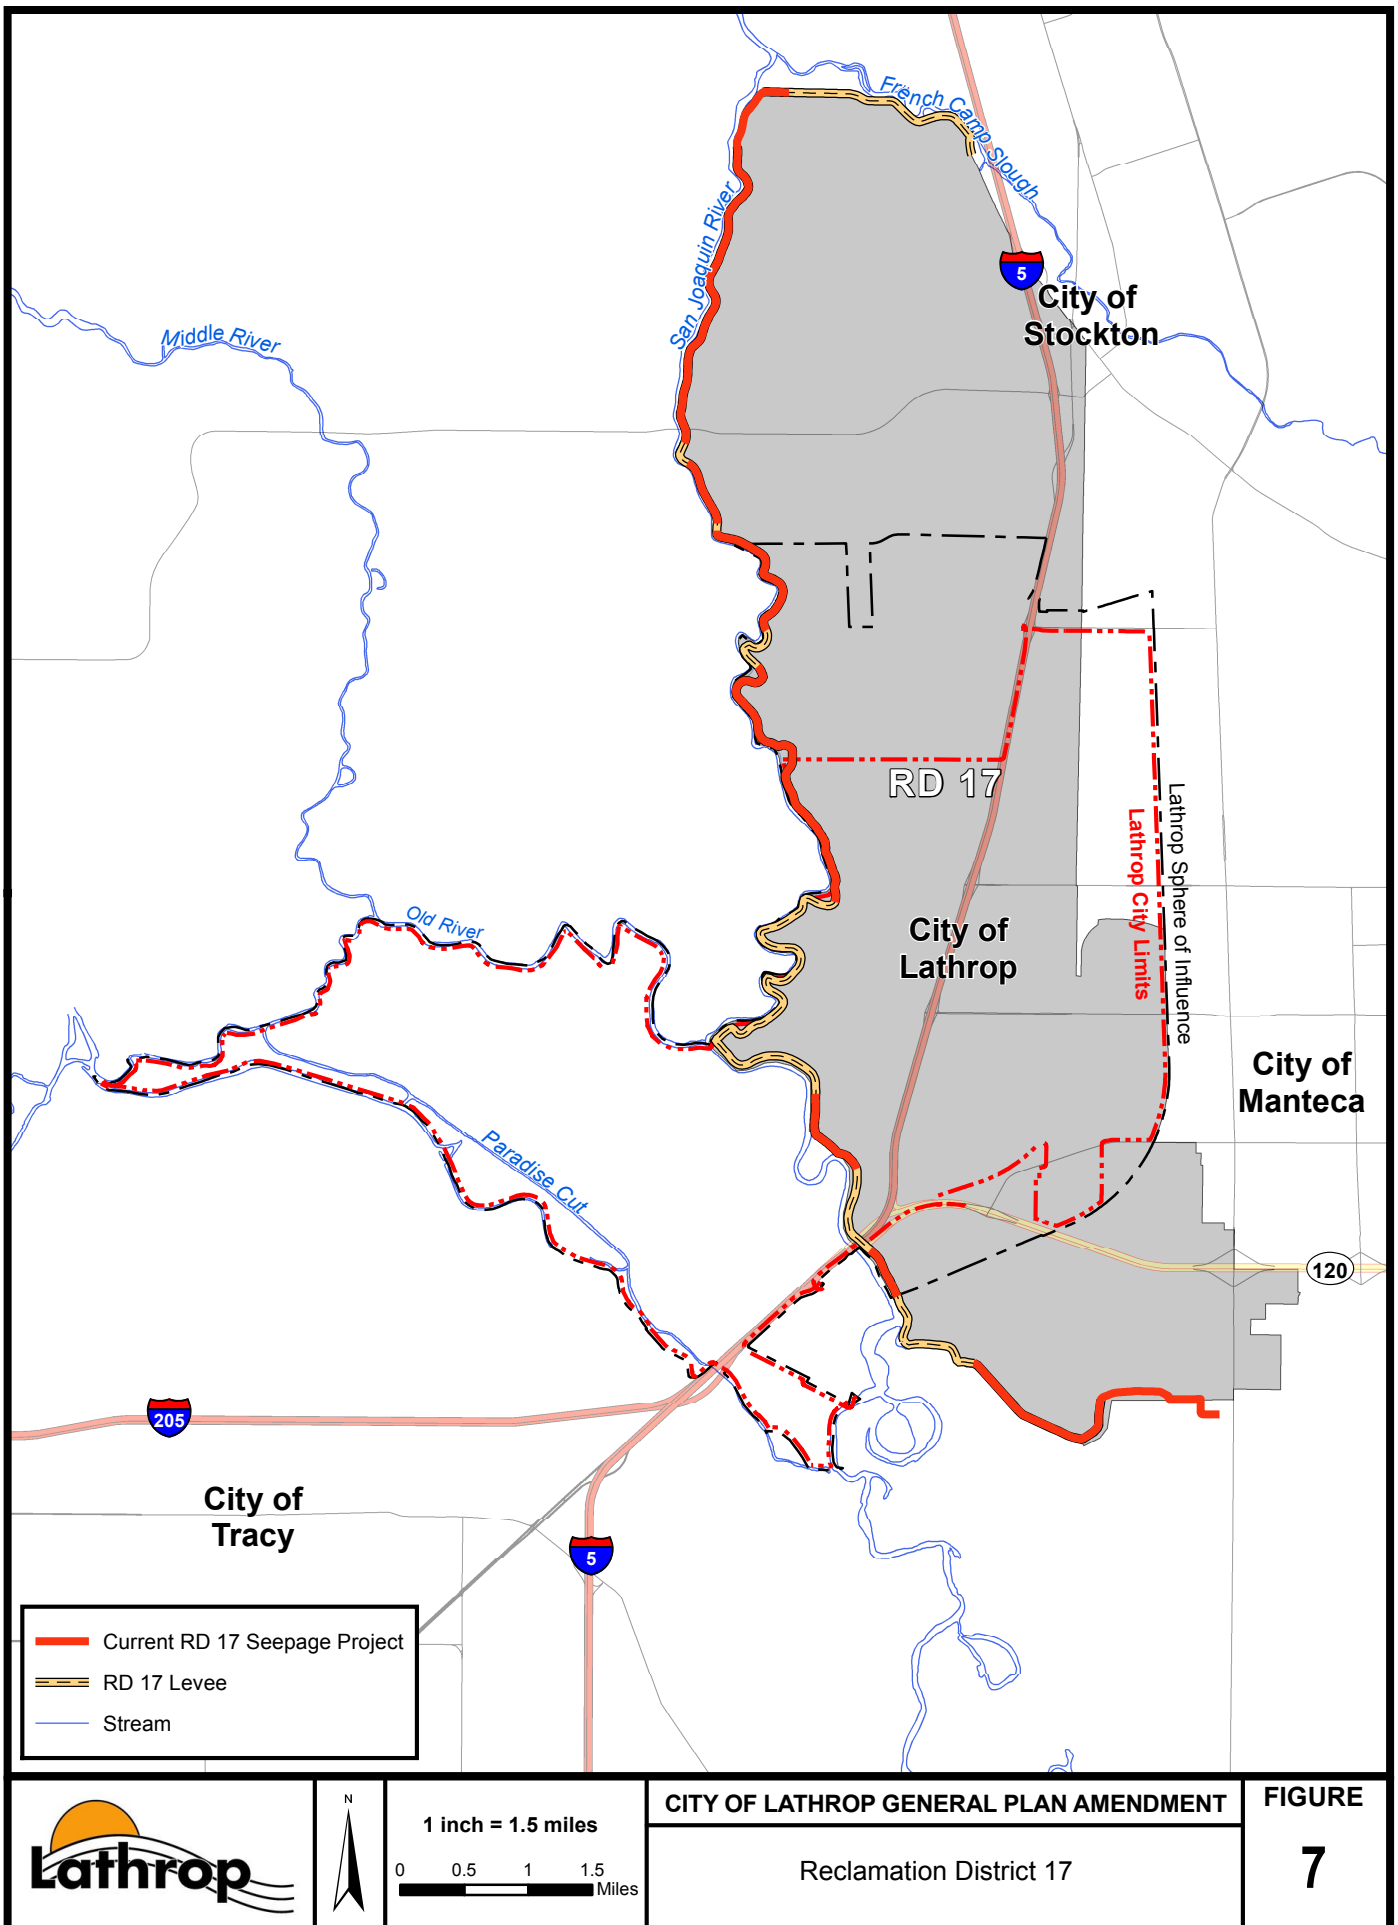 French Camp Slough
San Joaquin River
5
City of
Stockton
Middle River
RD 17
Lathrop Sphere of Influence
Lathrop City Limits
Old River
City of
Lathrop
City of
Manteca
Paradise Cut
120
205
City of
Tracy
5
Current RD 17 Seepage Project
RD 17 Levee
Stream
Lathrop
N
1 inch = 1.5 miles
0 0.5 1 1.5
Miles
CITY OF LATHROP GENERAL PLAN AMENDMENT
Reclamation District 17
FIGURE
7